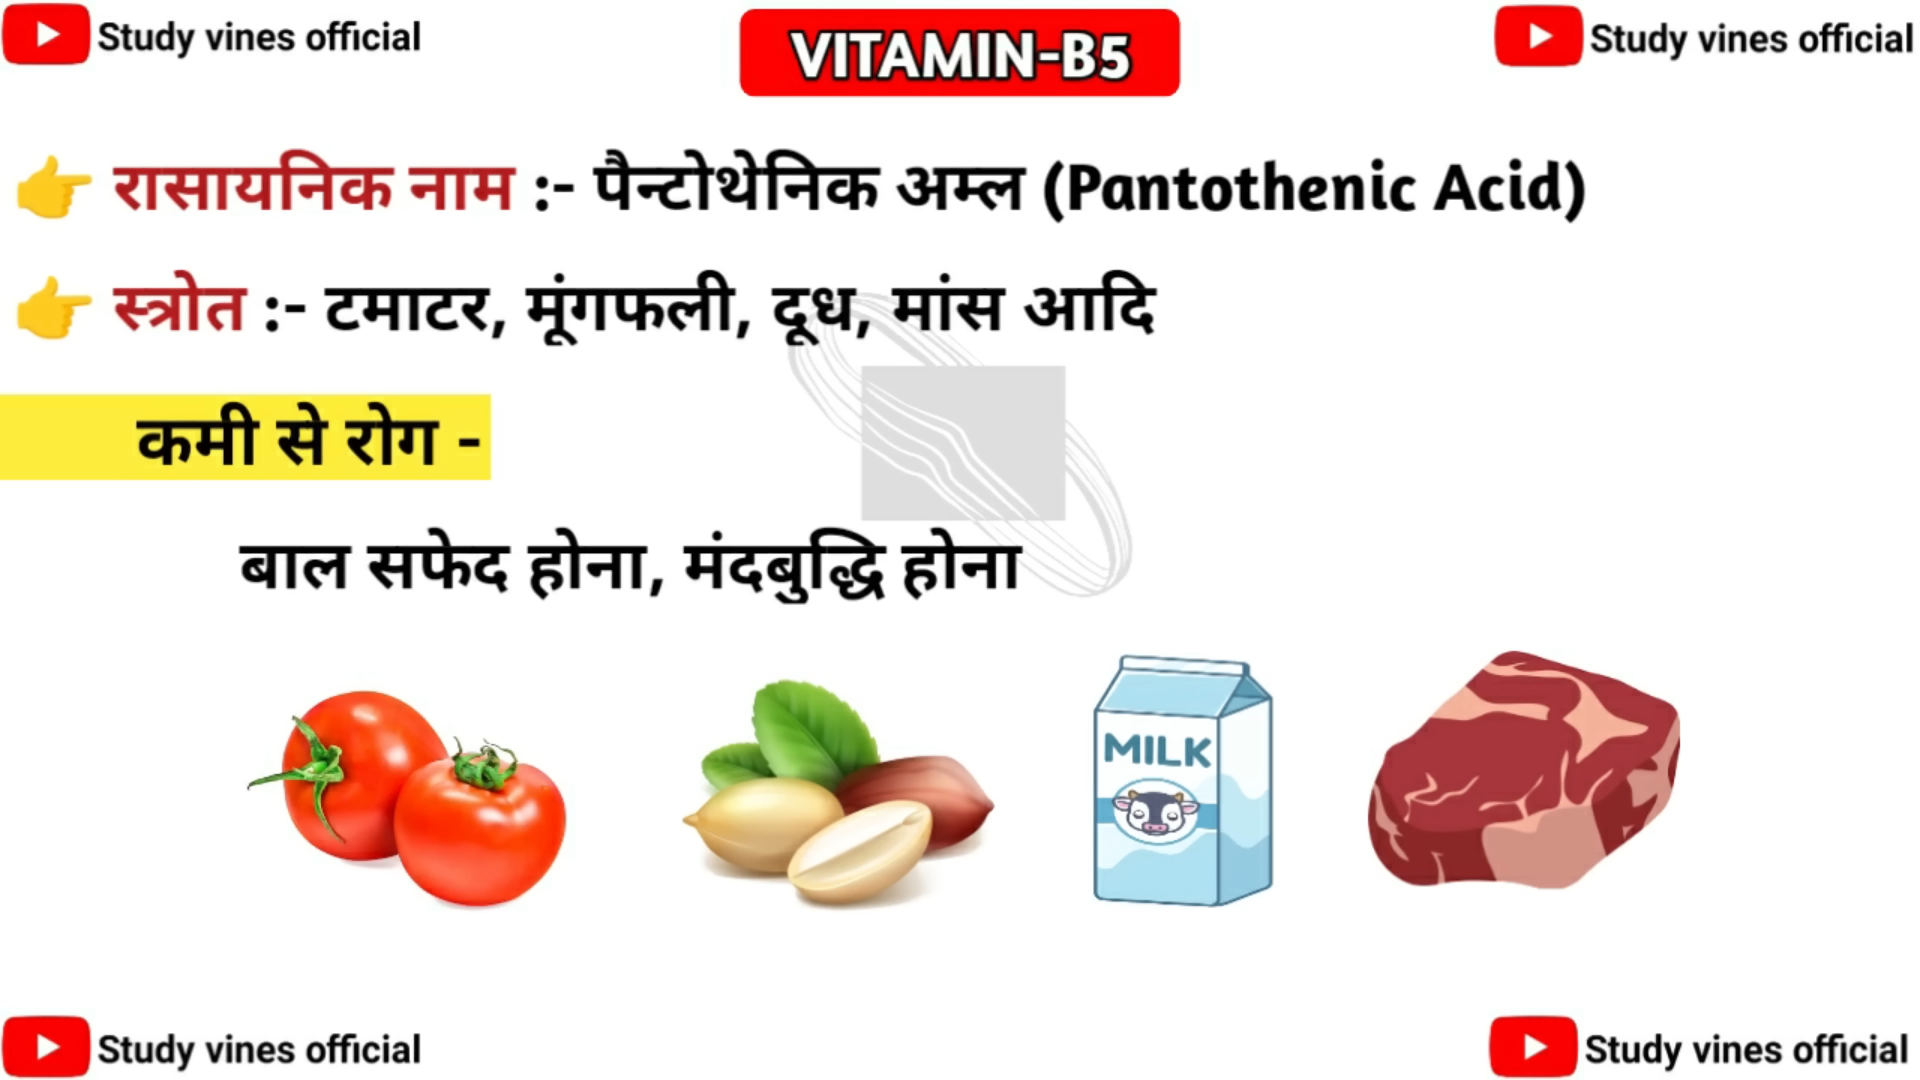 Study vines official
VITAMIN-B5
Study vines official
👉 रासायनिक नाम :- पैन्टोथेनिक अम्ल (Pantothenic Acid)
👉 स्त्रोत :- टमाटर, मूंगफली, दूध, मांस आदि
कमी से रोग -
बाल सफेद होना, मंदबुद्धि होना
MILK
Study vines official
Study vines official